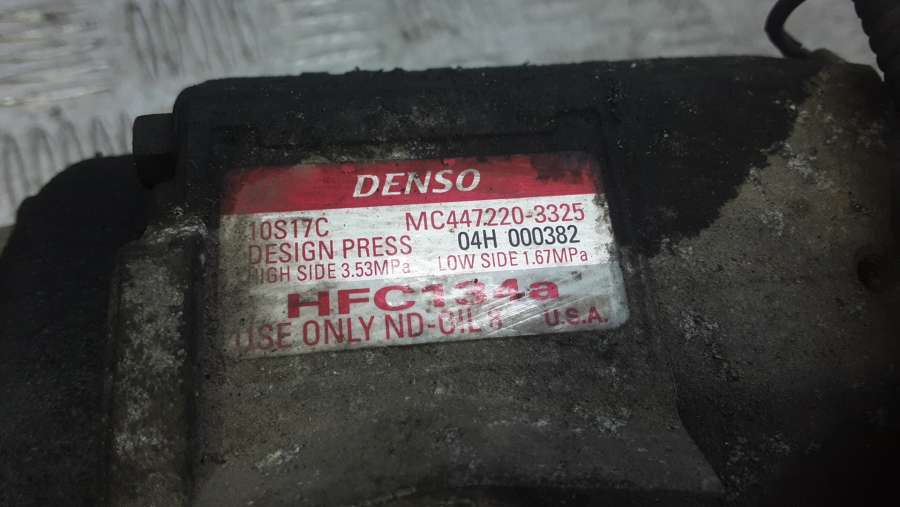 DENSO
10S17C MC447220-3325
DESIGN PRESS 04H 000382
HIGH SIDE 3.53MPa LOW SIDE 1.67MPa
HFC134a
USE ONLY ND-OIL 8 U.S.A.